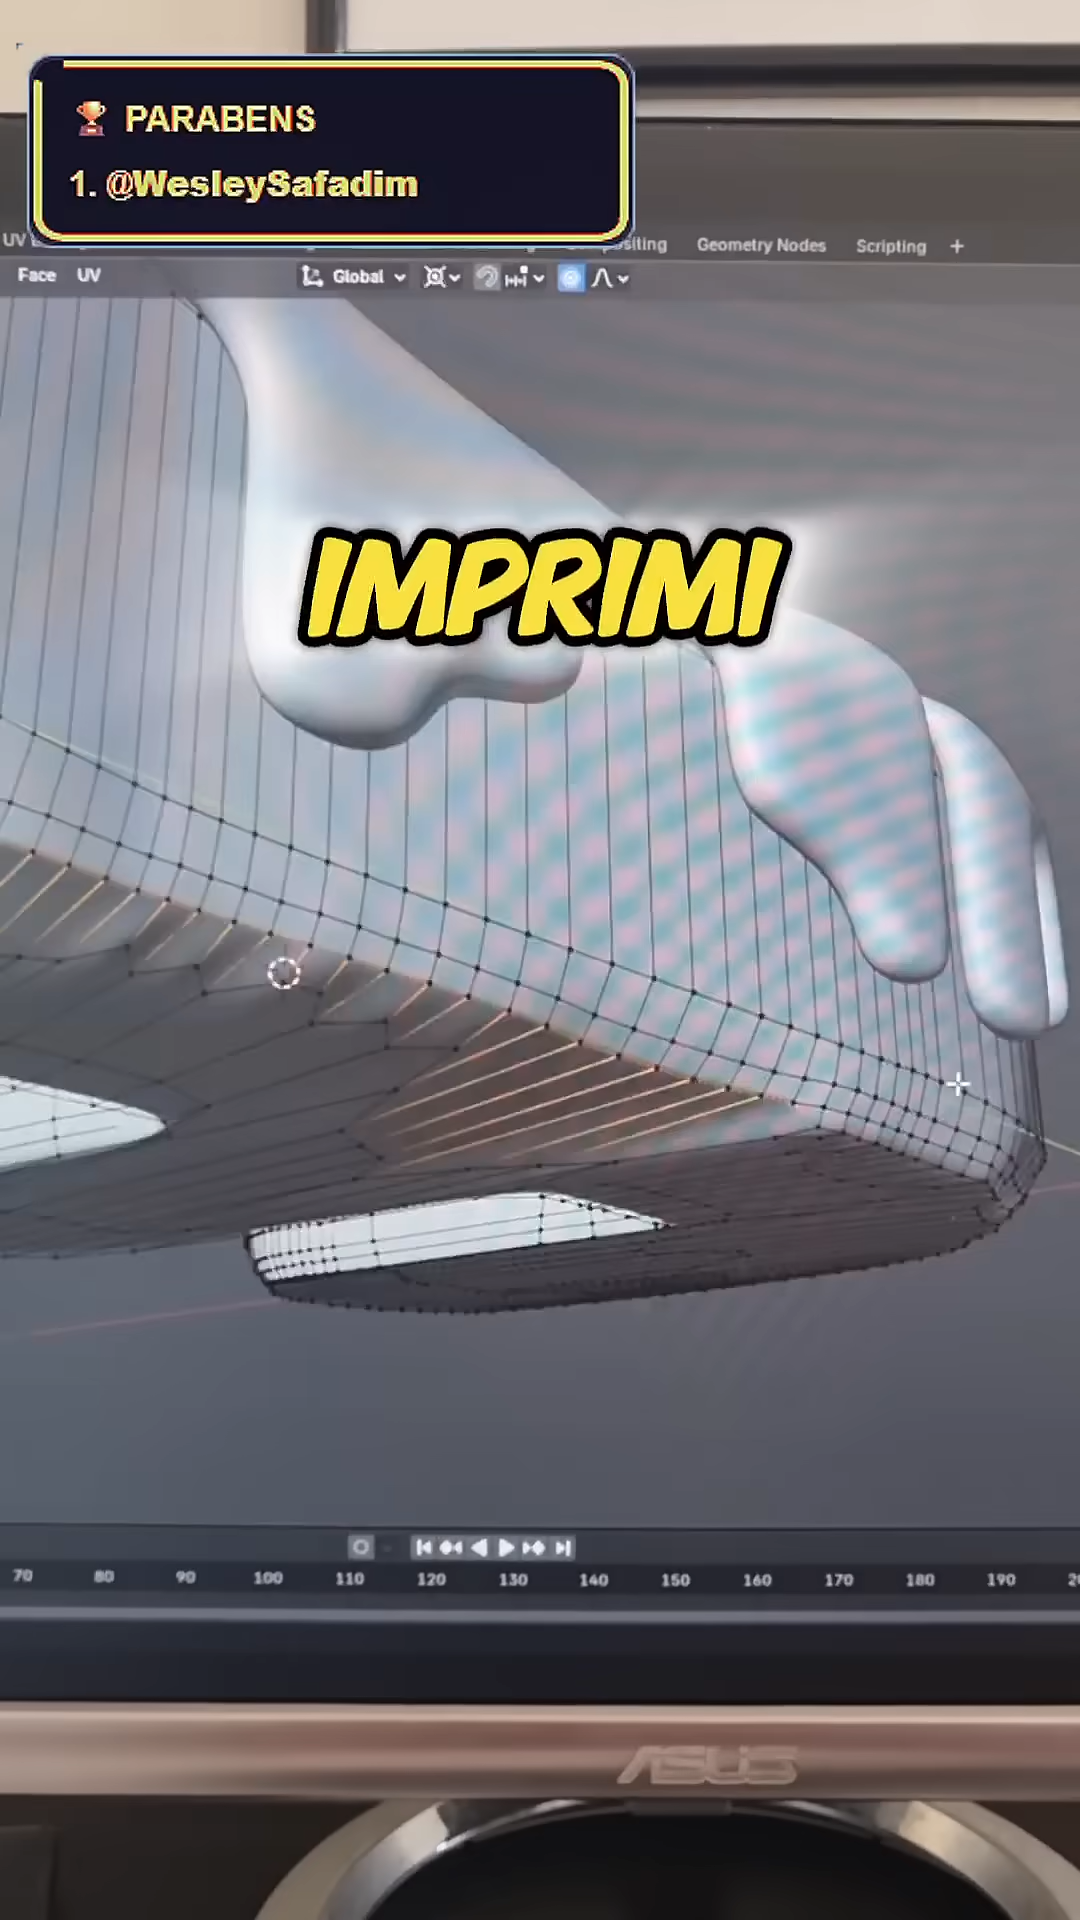 PARABENS
1. @WesleySafadim
UV
Geometry Nodes
Scripting
+
Face
UV
Global
IMPRIMI
70
80
90
100
110
120
130
140
150
160
170
180
190
ASUS